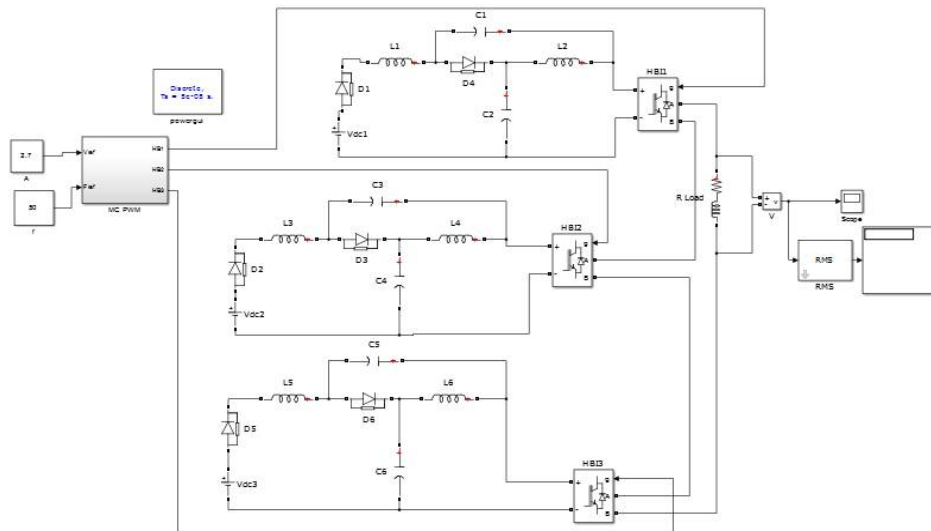 C1
L1
L2
HBI1
D4
D1
g
+
A
C2
-
B
Vdc1
Discrete,
Ts = 5e-05 s.
powergui
2.7
A
Vref
HB1
HB2
HB3
50
Fref
f
MC PWM
R Load
+
-
v
V
Scope
RMS
RMS
C3
L3
L4
HBI2
D3
D2
g
+
A
C4
-
B
Vdc2
C5
L5
L6
D6
D5
HBI3
C6
g
+
A
Vdc3
-
B